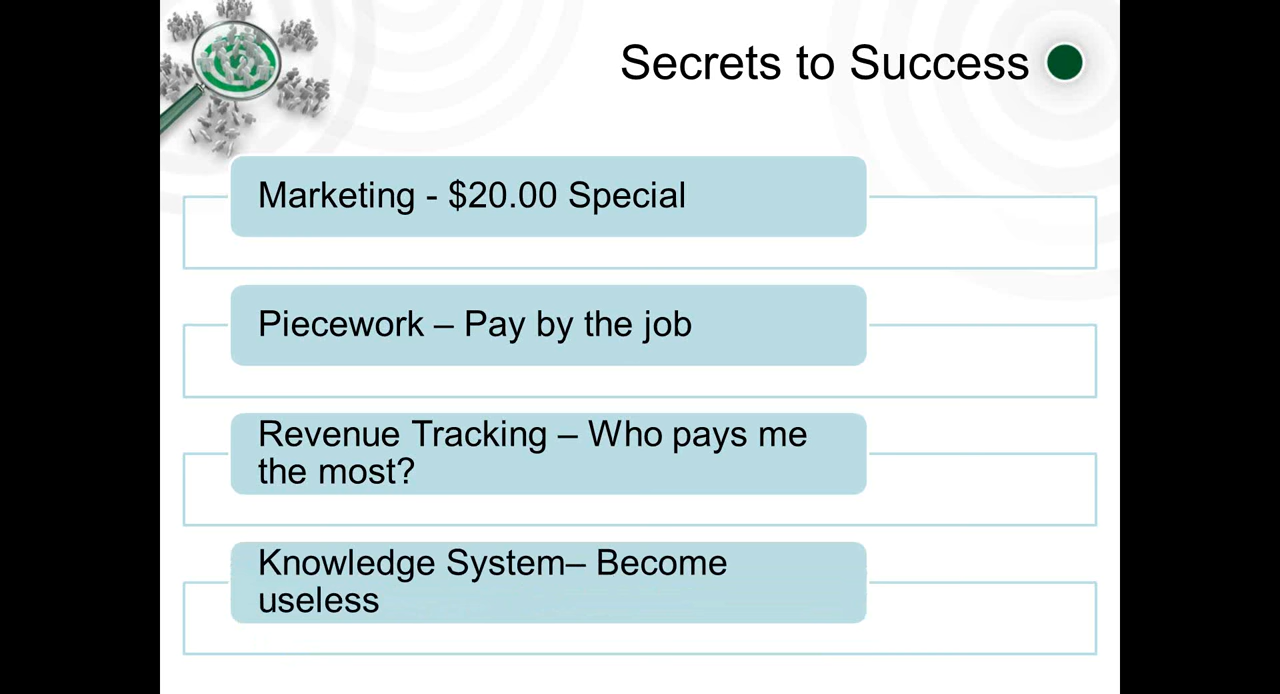 Secrets to Success
Marketing - $20.00 Special
Piecework – Pay by the job
Revenue Tracking – Who pays me
the most?
Knowledge System– Become
useless